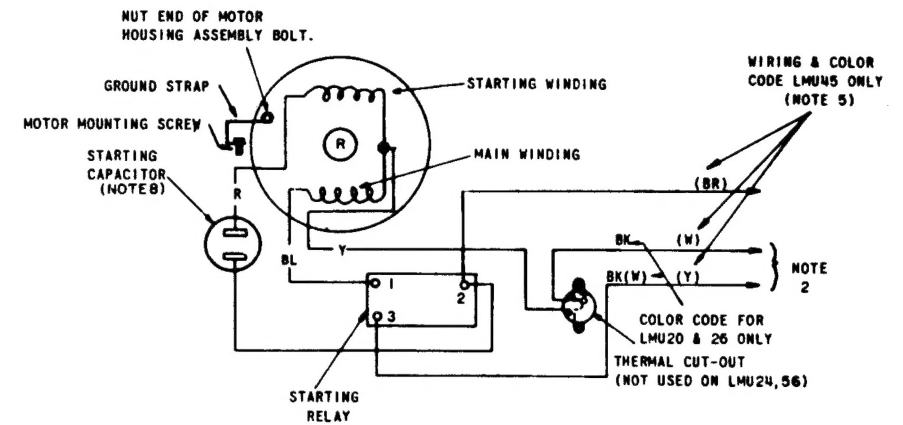 NUT END OF MOTOR
HOUSING ASSEMBLY BOLT.
GROUND STRAP
MOTOR MOUNTING SCREW
STARTING
CAPACITOR
(NOTE 8)
R
STARTING WINDING
R
MAIN WINDING
WIRING & COLOR
CODE LMU45 ONLY
(NOTE 5)
(BR)
BK
(W)
BK(W)
(Y)
NOTE
2
BL
Y
1
2
3
COLOR CODE FOR
LMU20 & 26 ONLY
THERMAL CUT-OUT
(NOT USED ON LMU24,56)
STARTING
RELAY